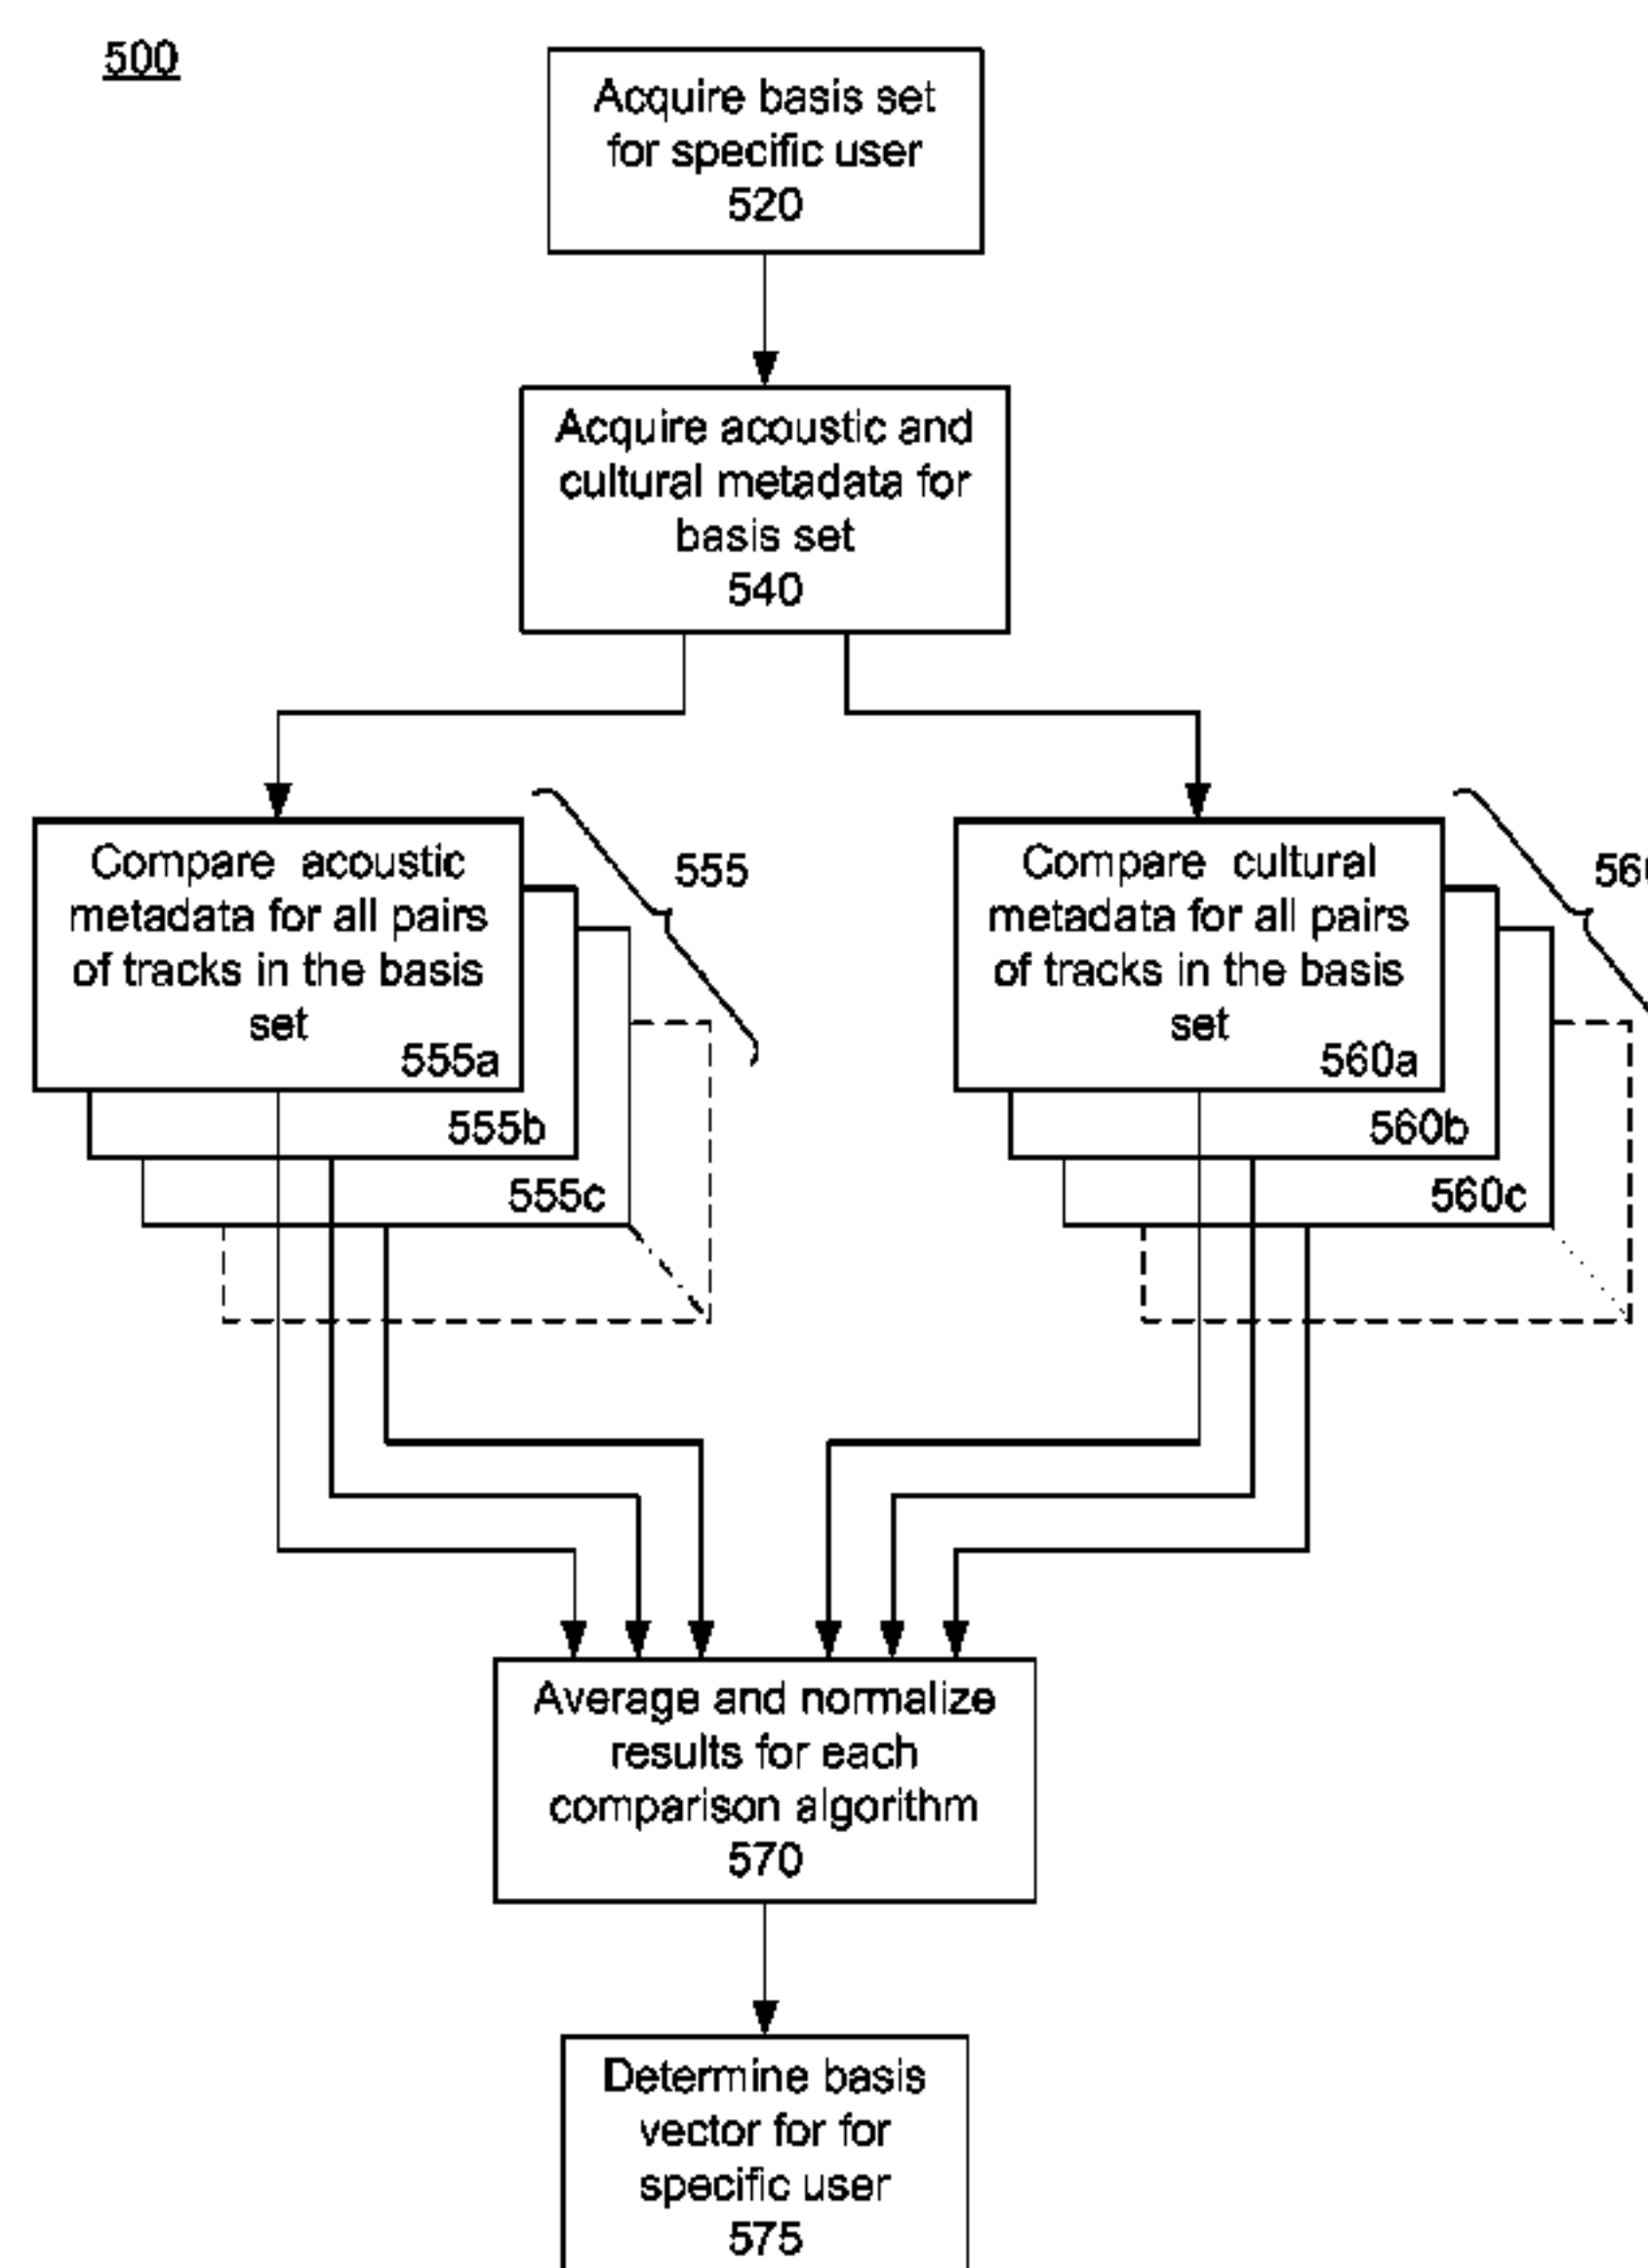 500
Acquire basis set
for specific user
520
Acquire acoustic and
cultural metadata for
basis set
540
Compare acoustic
metadata for all pairs
of tracks in the basis
set
555a
555b
555c
555
Compare cultural
metadata for all pairs
of tracks in the basis
set
560a
560b
560c
Average and normalize
results for each
comparison algorithm
570
Determine basis
vector for for
specific user
575